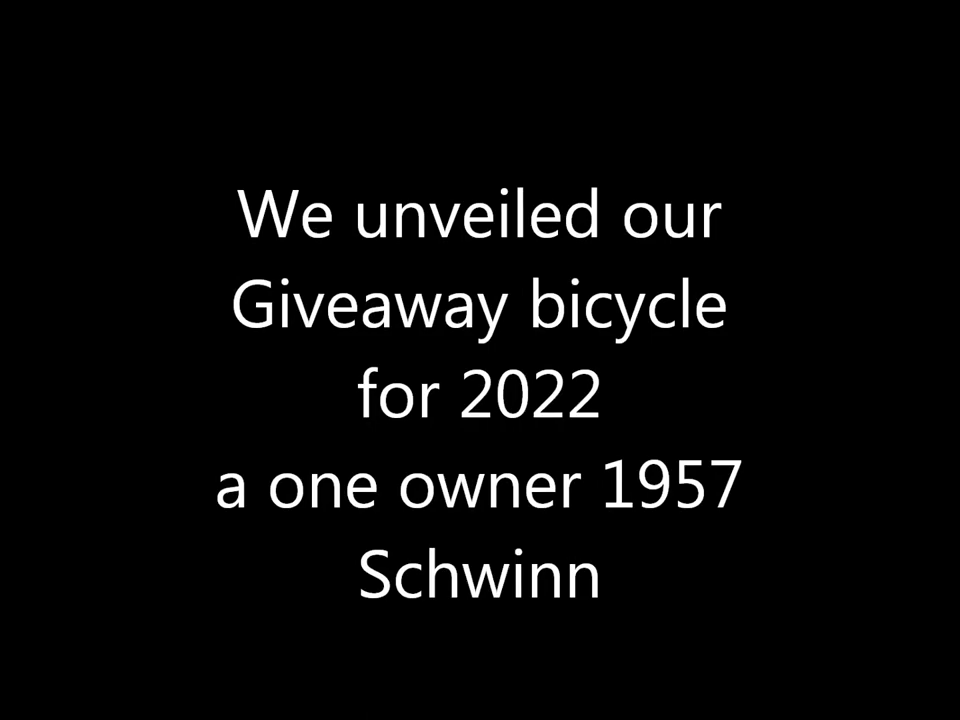 We unveiled our
Giveaway bicycle
for 2022
a one owner 1957
Schwinn